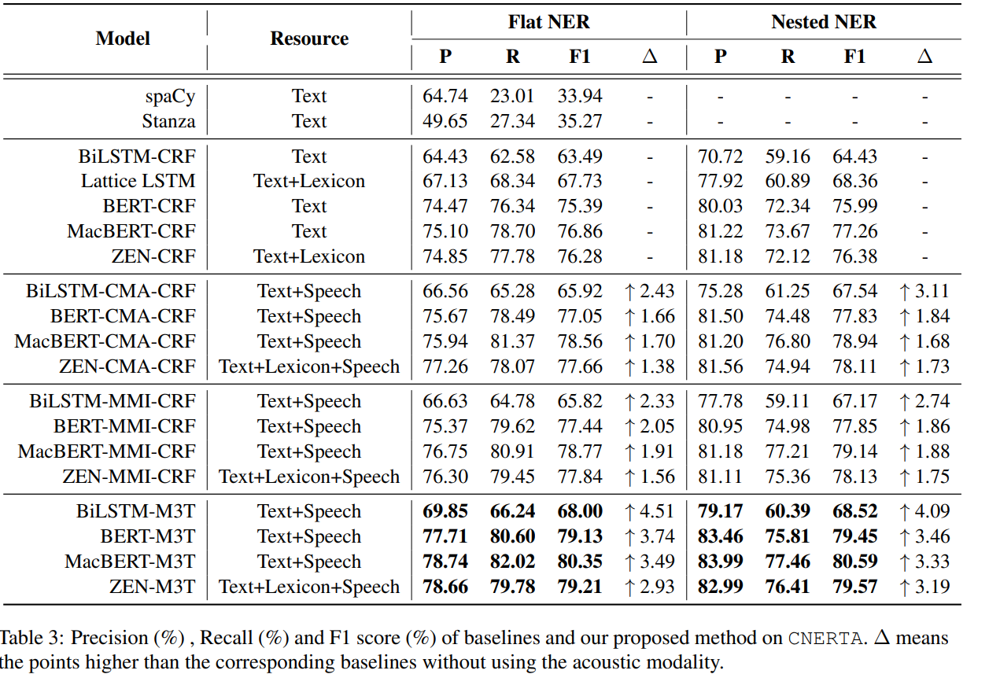 Model Resource Flat NER Nested NER
P R F1 Δ P R F1 Δ
spaCy Text 64.74 23.01 33.94 - - - - -
Stanza Text 49.65 27.34 35.27 - - - - -
BiLSTM-CRF Text 64.43 62.58 63.49 - 70.72 59.16 64.43 -
Lattice LSTM Text+Lexicon 67.13 68.34 67.73 - 77.92 60.89 68.36 -
BERT-CRF Text 74.47 76.34 75.39 - 80.03 72.34 75.99 -
MacBERT-CRF Text 75.10 78.70 76.86 - 81.22 73.67 77.26 -
ZEN-CRF Text+Lexicon 74.85 77.78 76.28 - 81.18 72.12 76.38 -
BiLSTM-CMA-CRF Text+Speech 66.56 65.28 65.92 ↑ 2.43 75.28 61.25 67.54 ↑ 3.11
BERT-CMA-CRF Text+Speech 75.67 78.49 77.05 ↑ 1.66 81.50 74.48 77.83 ↑ 1.84
MacBERT-CMA-CRF Text+Speech 75.94 81.37 78.56 ↑ 1.70 81.20 76.80 78.94 ↑ 1.68
ZEN-CMA-CRF Text+Lexicon+Speech 77.26 78.07 77.66 ↑ 1.38 81.56 74.94 78.11 ↑ 1.73
BiLSTM-MMI-CRF Text+Speech 66.63 64.78 65.82 ↑ 2.33 77.78 59.11 67.17 ↑ 2.74
BERT-MMI-CRF Text+Speech 75.37 79.62 77.44 ↑ 2.05 80.95 74.98 77.85 ↑ 1.86
MacBERT-MMI-CRF Text+Speech 76.75 80.91 78.77 ↑ 1.91 81.18 77.21 79.14 ↑ 1.88
ZEN-MMI-CRF Text+Lexicon+Speech 76.30 79.45 77.84 ↑ 1.56 81.11 75.36 78.13 ↑ 1.75
BiLSTM-M3T Text+Speech 69.85 66.24 68.00 ↑ 4.51 79.17 60.39 68.52 ↑ 4.09
BERT-M3T Text+Speech 77.71 80.60 79.13 ↑ 3.74 83.46 75.81 79.45 ↑ 3.46
MacBERT-M3T Text+Speech 78.74 82.02 80.35 ↑ 3.49 83.99 77.46 80.59 ↑ 3.33
ZEN-M3T Text+Lexicon+Speech 78.66 79.78 79.21 ↑ 2.93 82.99 76.41 79.57 ↑ 3.19
Table 3: Precision (%) , Recall (%) and F1 score (%) of baselines and our proposed method on CNERTA. Δ means
the points higher than the corresponding baselines without using the acoustic modality.